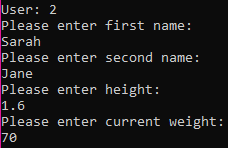 User: 2
Please enter first name:
Sarah
Please enter second name:
Jane
Please enter height:
1.6
Please enter current weight:
70